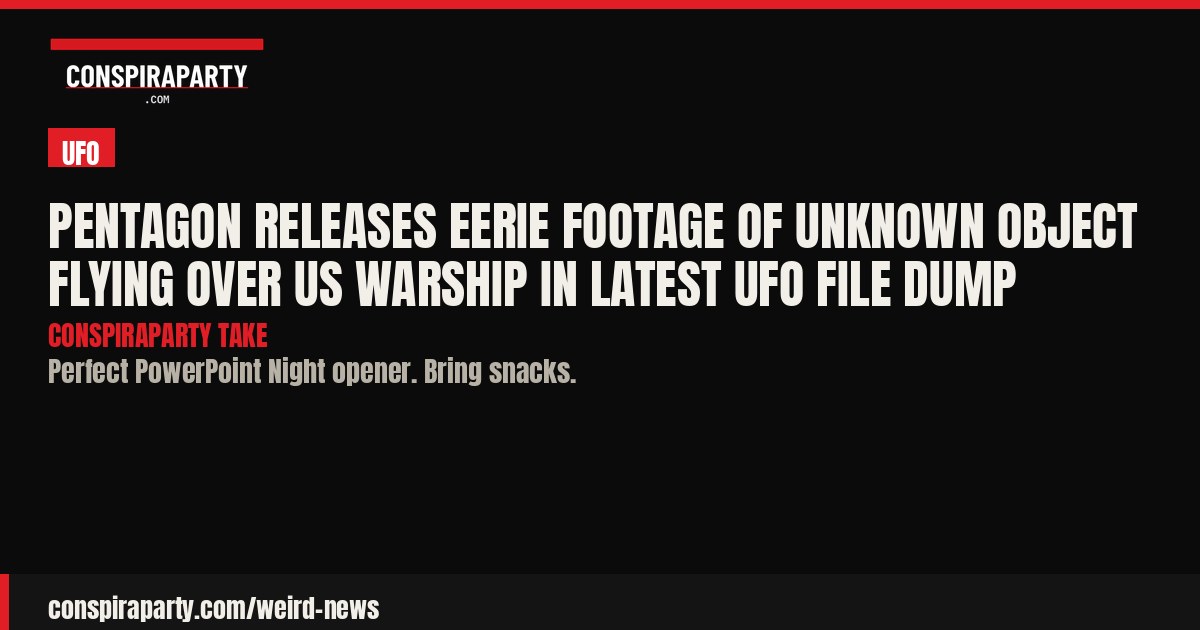 CONSPIRAPARTY
.COM
UFO
PENTAGON RELEASES EERIE FOOTAGE OF UNKNOWN OBJECT
FLYING OVER US WARSHIP IN LATEST UFO FILE DUMP
CONSPIRAPARTY TAKE
Perfect PowerPoint Night opener. Bring snacks.
conspiraparty.com/weird-news